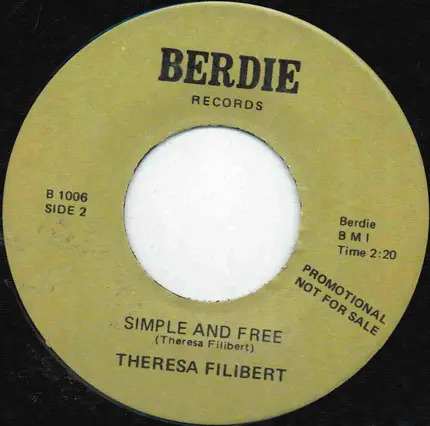 BERDIE
RECORDS
B 1006
SIDE 2
Berdie
B M I
Time 2:20
PROMOTIONAL
NOT FOR SALE
SIMPLE AND FREE
(Theresa Filibert)
THERESA FILIBERT